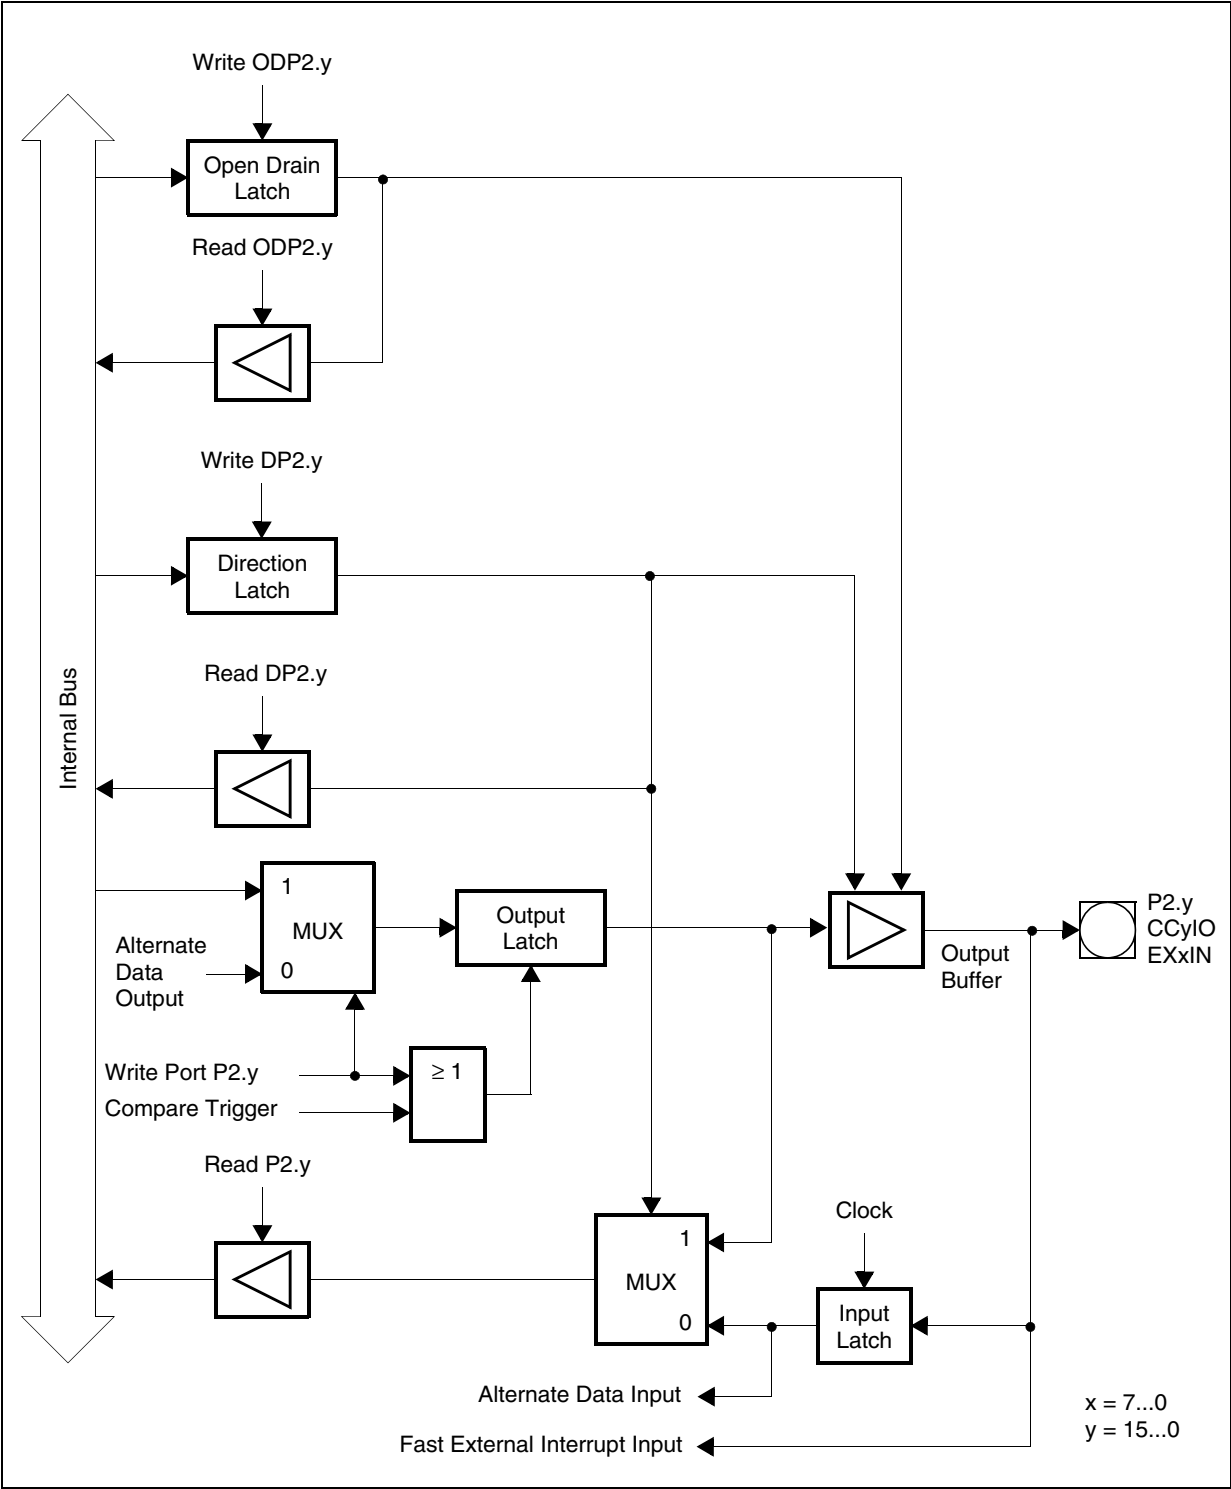 Write ODP2.y
Open Drain
Latch
Read ODP2.y
Write DP2.y
Direction
Latch
Read DP2.y
Internal Bus
1
MUX
0
Alternate
Data
Output
Output
Latch
Output
Buffer
P2.y
CCyIO
EXxIN
Write Port P2.y
Compare Trigger
≥ 1
Read P2.y
1
MUX
0
Clock
Input
Latch
Alternate Data Input
Fast External Interrupt Input
x = 7...0
y = 15...0